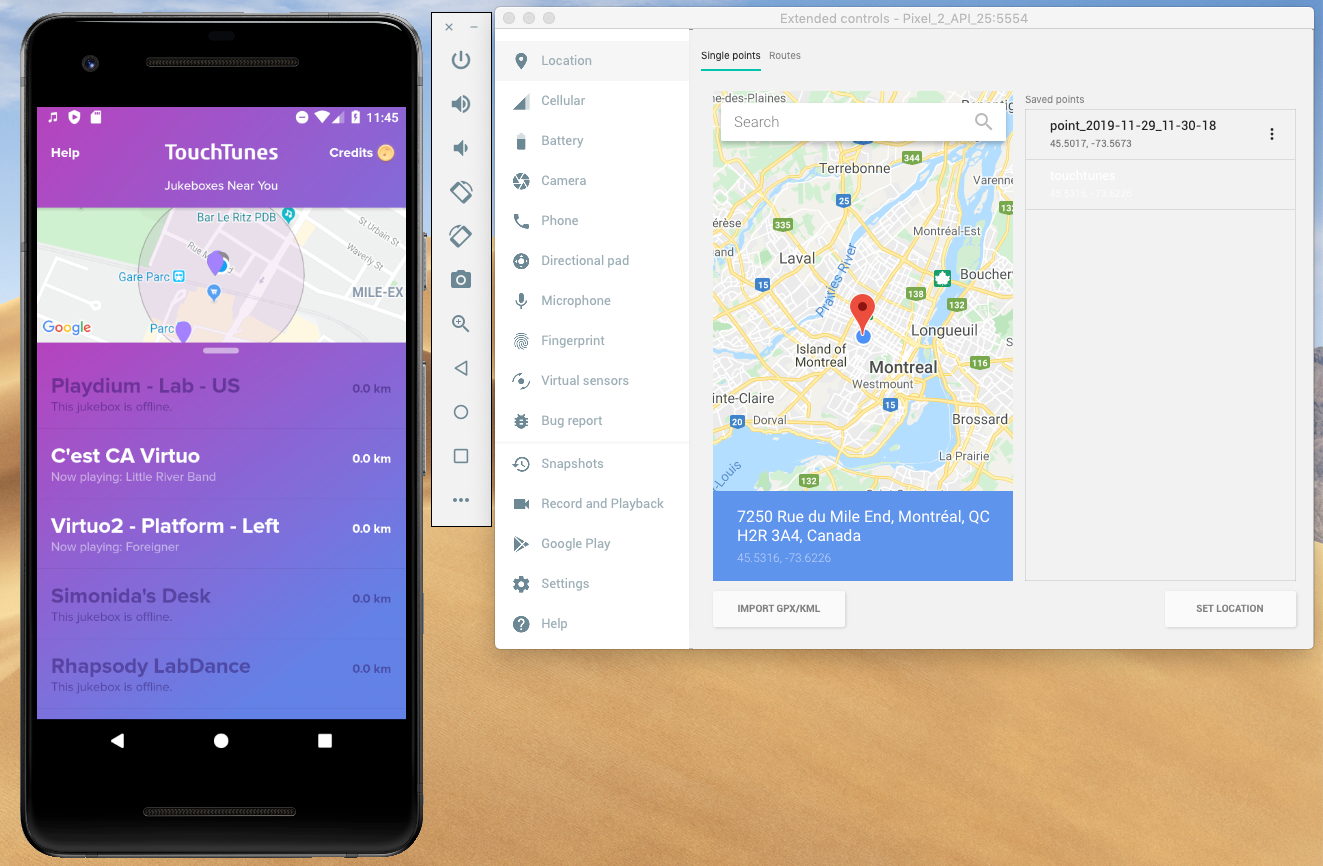 11:45
Help
TouchTunes
Credits
Jukeboxes Near You
Bar Le Ritz PDB
St Urbain St
Waverly St
Gare Parc
MILE-EX
Parc
Google
Playdium - Lab - US
0.0 km
This jukebox is offline.
C'est CA Virtuo
0.0 km
Now playing: Little River Band
Virtuo2 - Platform - Left
0.0 km
Now playing: Foreigner
Simonida's Desk
0.0 km
This jukebox is offline.
Rhapsody LabDance
0.0 km
This jukebox is offline.
Extended controls - Pixel_2_API_25:5554
Location
Cellular
Battery
Camera
Phone
Directional pad
Microphone
Fingerprint
Virtual sensors
Bug report
Snapshots
Record and Playback
Google Play
Settings
Help
Single points
Routes
ne-des-Plaines
Search
344
Terrebonne
Varenne
25
132
335
érèse
Montréal-Est
and
Laval
Prairies River
Boucher
15
138
132
Longueuil
Island of
Montreal
Montreal
116
Westmount
inte-Claire
15
20
Dorval
Brossard
La Prairie
-Louis
132
7250 Rue du Mile End, Montréal, QC
H2R 3A4, Canada
45.5316, -73.6226
IMPORT GPX/KML
Saved points
point_2019-11-29_11-30-18
45.5017, -73.5673
touchtunes
45.5316, -73.6226
SET LOCATION